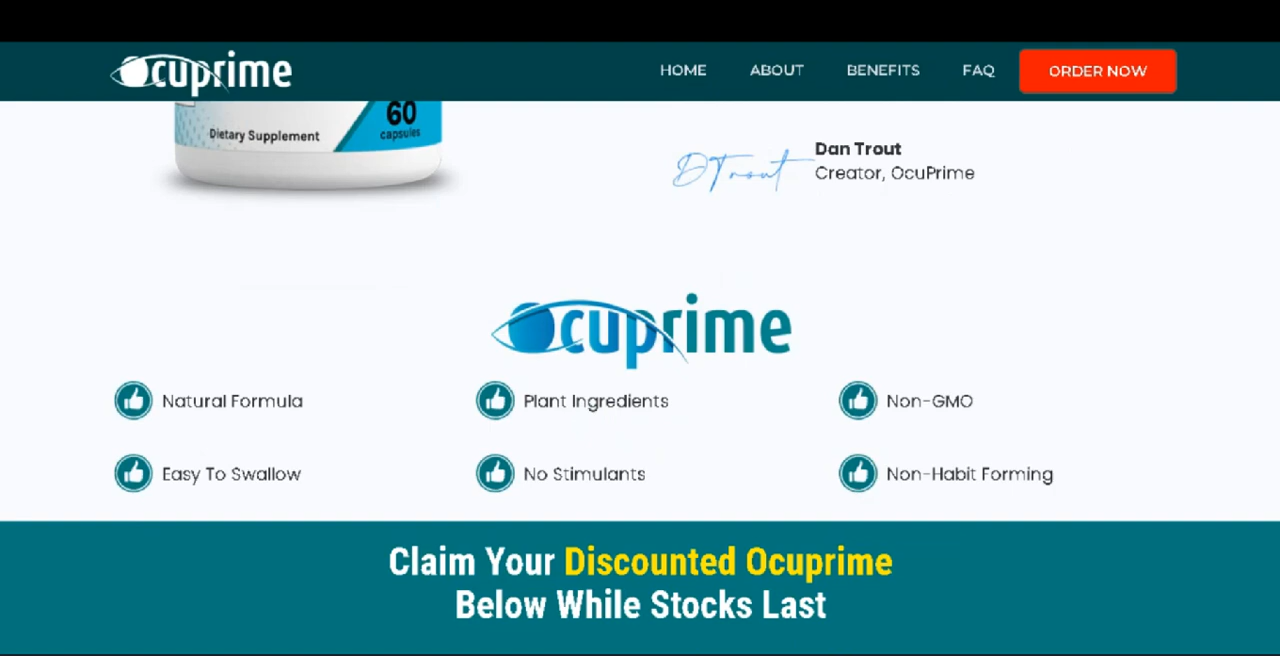 Ocuprime
HOME ABOUT BENEFITS FAQ ORDER NOW
60
Dietary Supplement capsules
DTrout
Dan Trout
Creator, OcuPrime
Ocuprime
Natural Formula Plant Ingredients Non-GMO
Easy To Swallow No Stimulants Non-Habit Forming
Claim Your Discounted Ocuprime
Below While Stocks Last